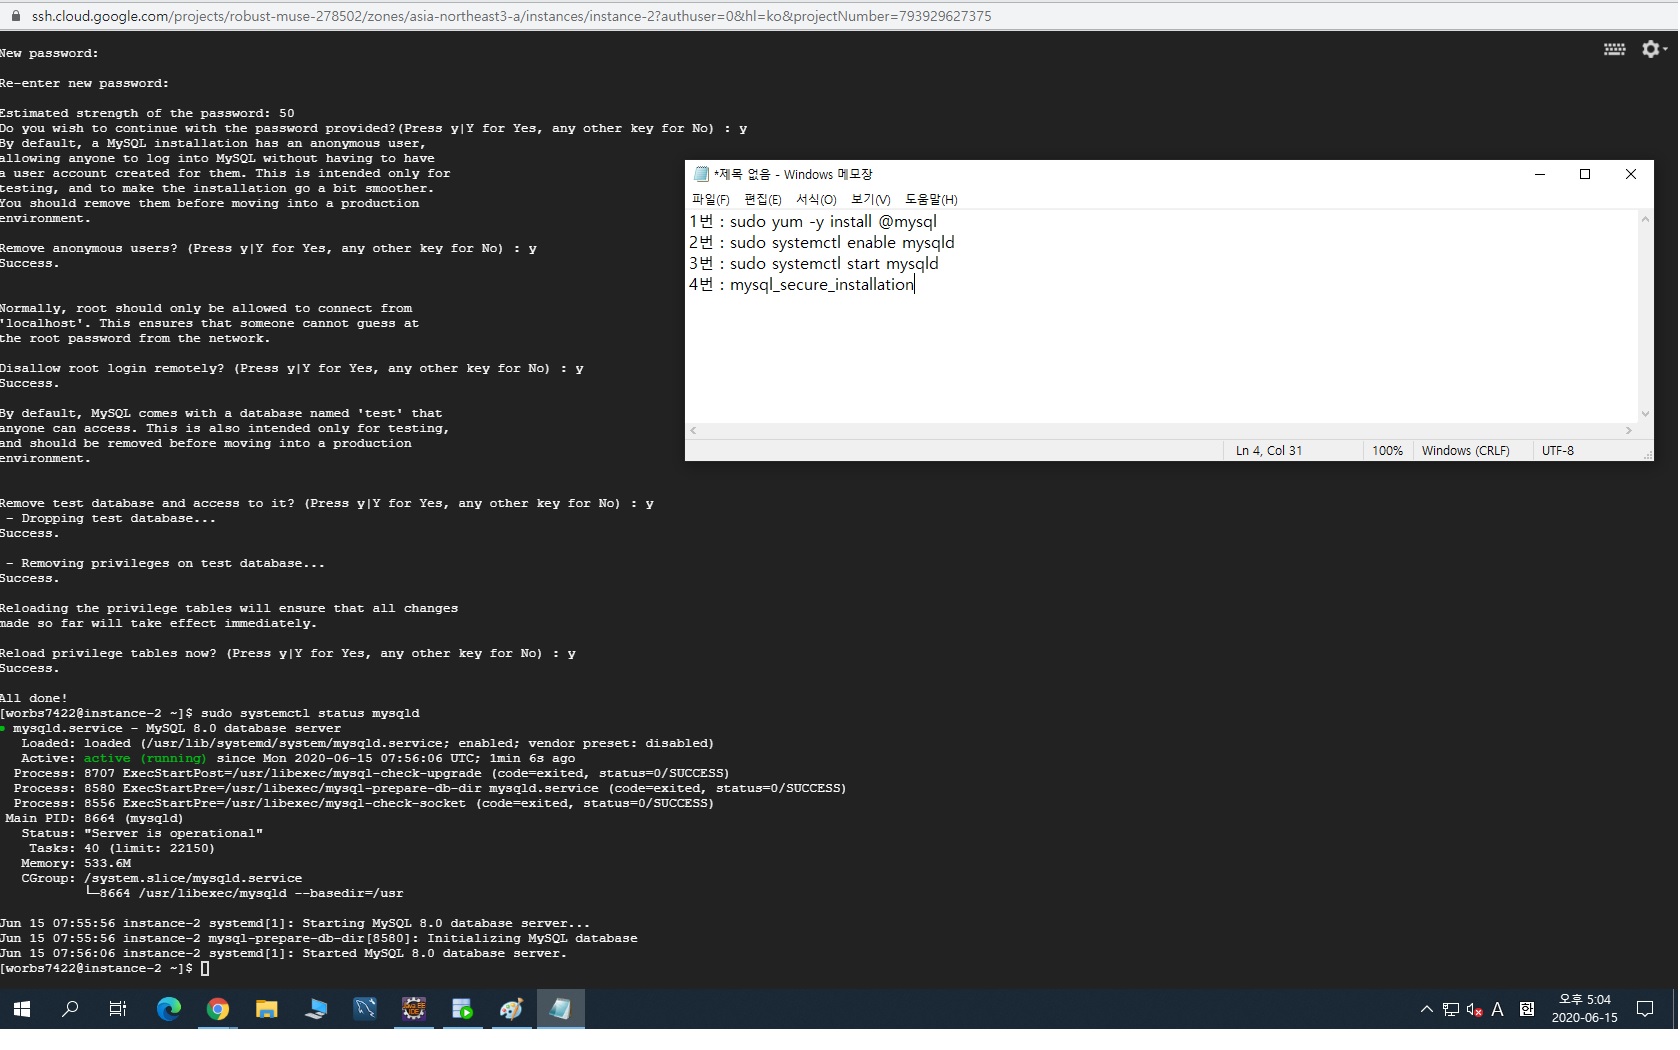 ssh.cloud.google.com/projects/robust-muse-278502/zones/asia-northeast3-a/instances/instance-2?authuser=0&hl=ko&projectNumber=793929627375
New password:
Re-enter new password:
Estimated strength of the password: 50
Do you wish to continue with the password provided?(Press y|Y for Yes, any other key for No) : y
By default, a MySQL installation has an anonymous user,
allowing anyone to log into MySQL without having to have
a user account created for them. This is intended only for
testing, and to make the installation go a bit smoother.
You should remove them before moving into a production
environment.
Remove anonymous users? (Press y|Y for Yes, any other key for No) : y
Success.
Normally, root should only be allowed to connect from
'localhost'. This ensures that someone cannot guess at
the root password from the network.
Disallow root login remotely? (Press y|Y for Yes, any other key for No) : y
Success.
By default, MySQL comes with a database named 'test' that
anyone can access. This is also intended only for testing,
and should be removed before moving into a production
environment.
Remove test database and access to it? (Press y|Y for Yes, any other key for No) : y
- Dropping test database...
Success.
- Removing privileges on test database...
Success.
Reloading the privilege tables will ensure that all changes
made so far will take effect immediately.
Reload privilege tables now? (Press y|Y for Yes, any other key for No) : y
Success.
All done!
[worbs7422@instance-2 ~]$ sudo systemctl status mysqld
● mysqld.service - MySQL 8.0 database server
Loaded: loaded (/usr/lib/systemd/system/mysqld.service; enabled; vendor preset: disabled)
Active: active (running) since Mon 2020-06-15 07:56:06 UTC; 1min 6s ago
Process: 8707 ExecStartPost=/usr/libexec/mysql-check-upgrade (code=exited, status=0/SUCCESS)
Process: 8580 ExecStartPre=/usr/libexec/mysql-prepare-db-dir mysqld.service (code=exited, status=0/SUCCESS)
Process: 8556 ExecStartPre=/usr/libexec/mysql-check-socket (code=exited, status=0/SUCCESS)
Main PID: 8664 (mysqld)
Status: "Server is operational"
Tasks: 40 (limit: 22150)
Memory: 533.6M
CGroup: /system.slice/mysqld.service
└─8664 /usr/libexec/mysqld --basedir=/usr
Jun 15 07:55:56 instance-2 systemd[1]: Starting MySQL 8.0 database server...
Jun 15 07:55:56 instance-2 mysql-prepare-db-dir[8580]: Initializing MySQL database
Jun 15 07:56:06 instance-2 systemd[1]: Started MySQL 8.0 database server.
[worbs7422@instance-2 ~]$
*제목 없음 - Windows 메모장
파일(F) 편집(E) 서식(O) 보기(V) 도움말(H)
1번 : sudo yum -y install @mysql
2번 : sudo systemctl enable mysqld
3번 : sudo systemctl start mysqld
4번 : mysql_secure_installation
Ln 4, Col 31 100% Windows (CRLF) UTF-8
A
오후 5:04
2020-06-15